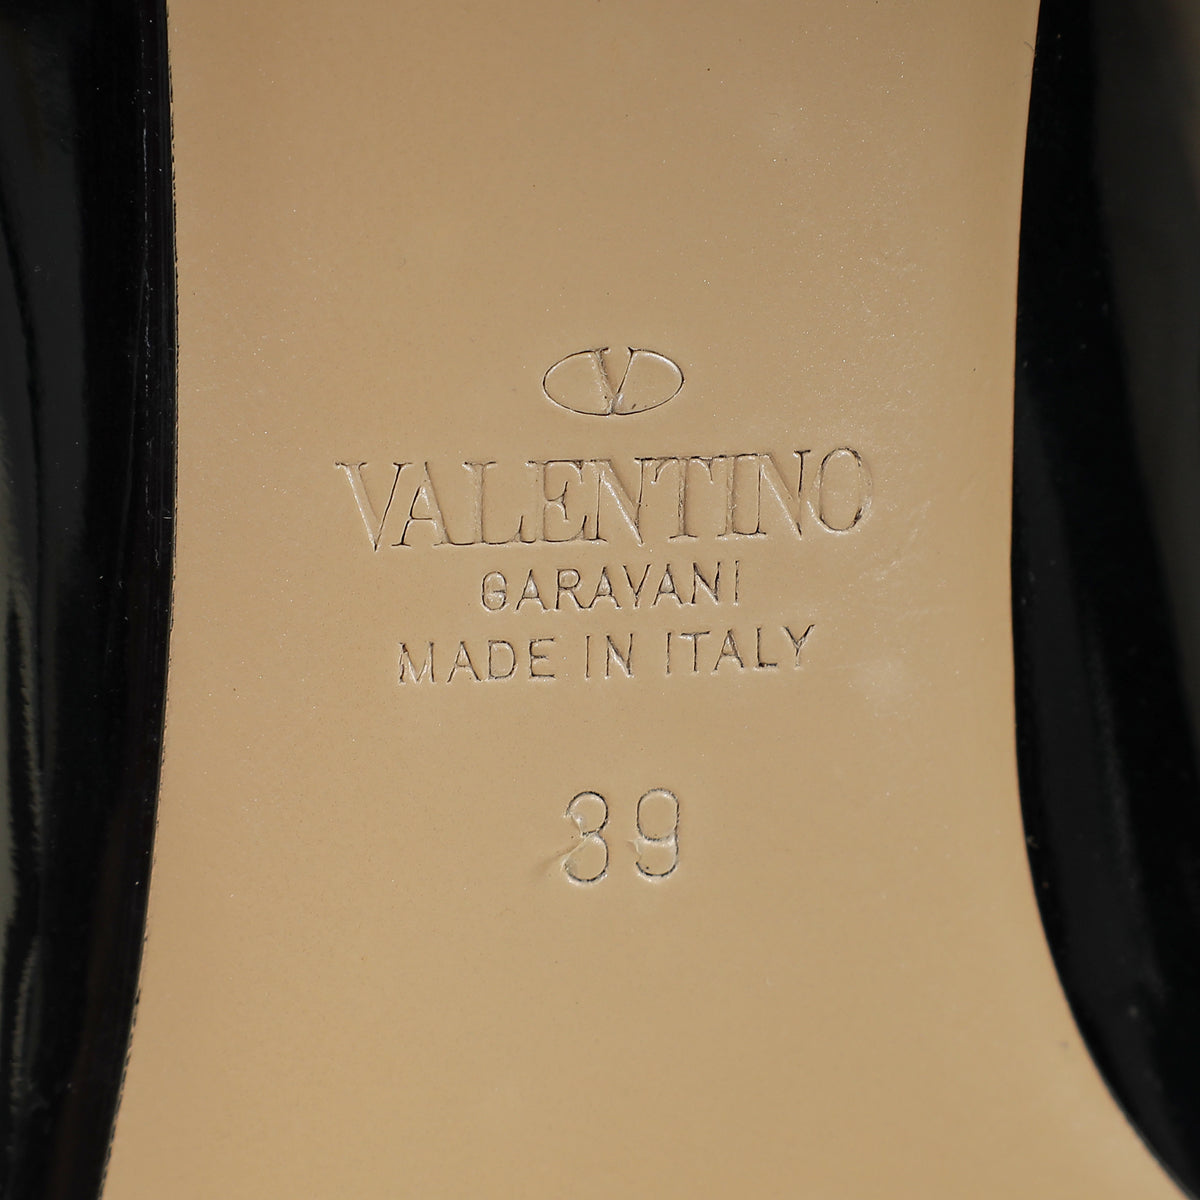 V
VALENTINO
GARAVANI
MADE IN ITALY
39